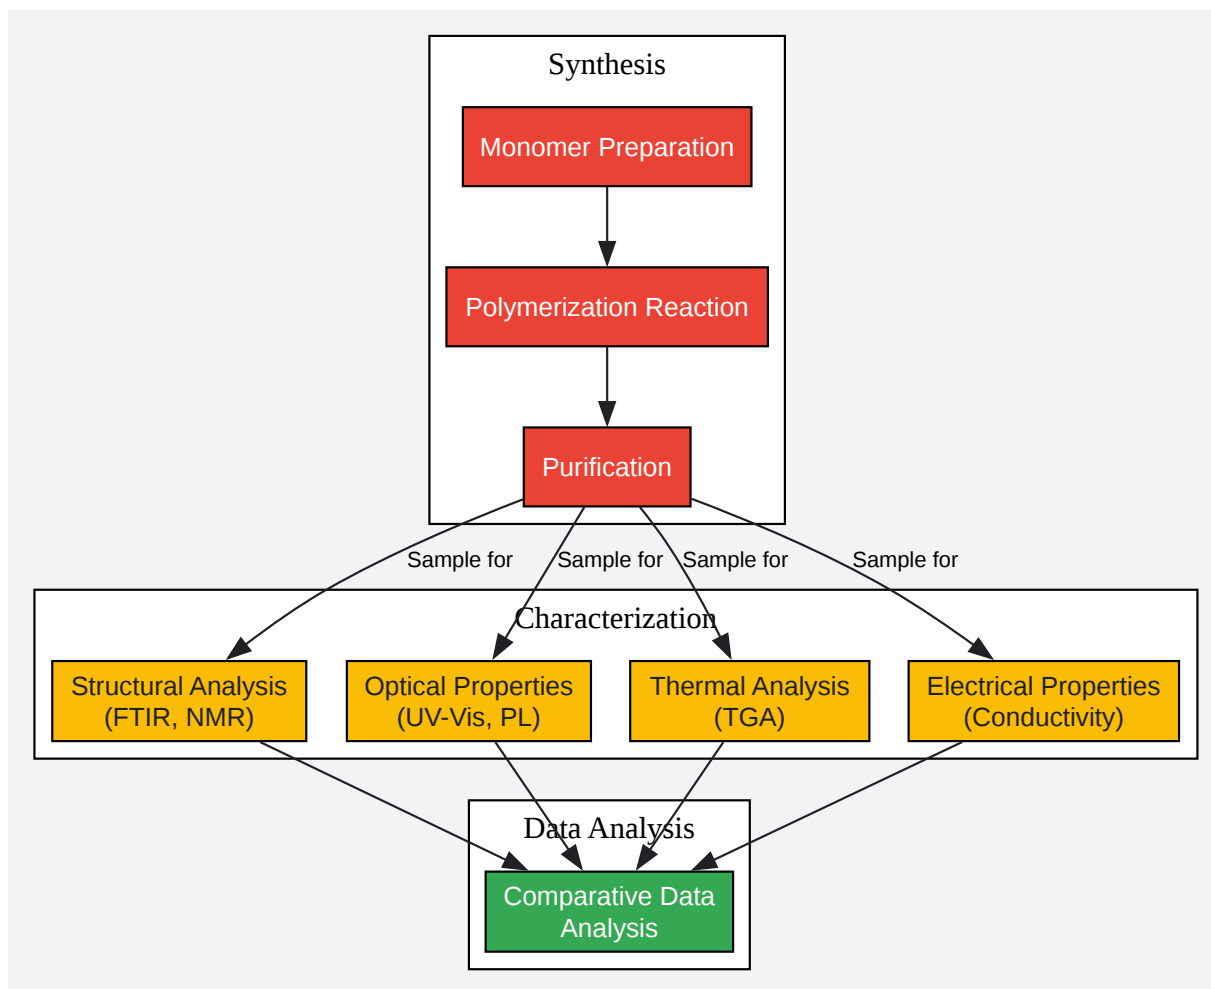 Synthesis
Monomer Preparation
Polymerization Reaction
Purification
Sample for
Sample for
Sample for
Sample for
Characterization
Structural Analysis
(FTIR, NMR)
Optical Properties
(UV-Vis, PL)
Thermal Analysis
(TGA)
Electrical Properties
(Conductivity)
Data Analysis
Comparative Data
Analysis